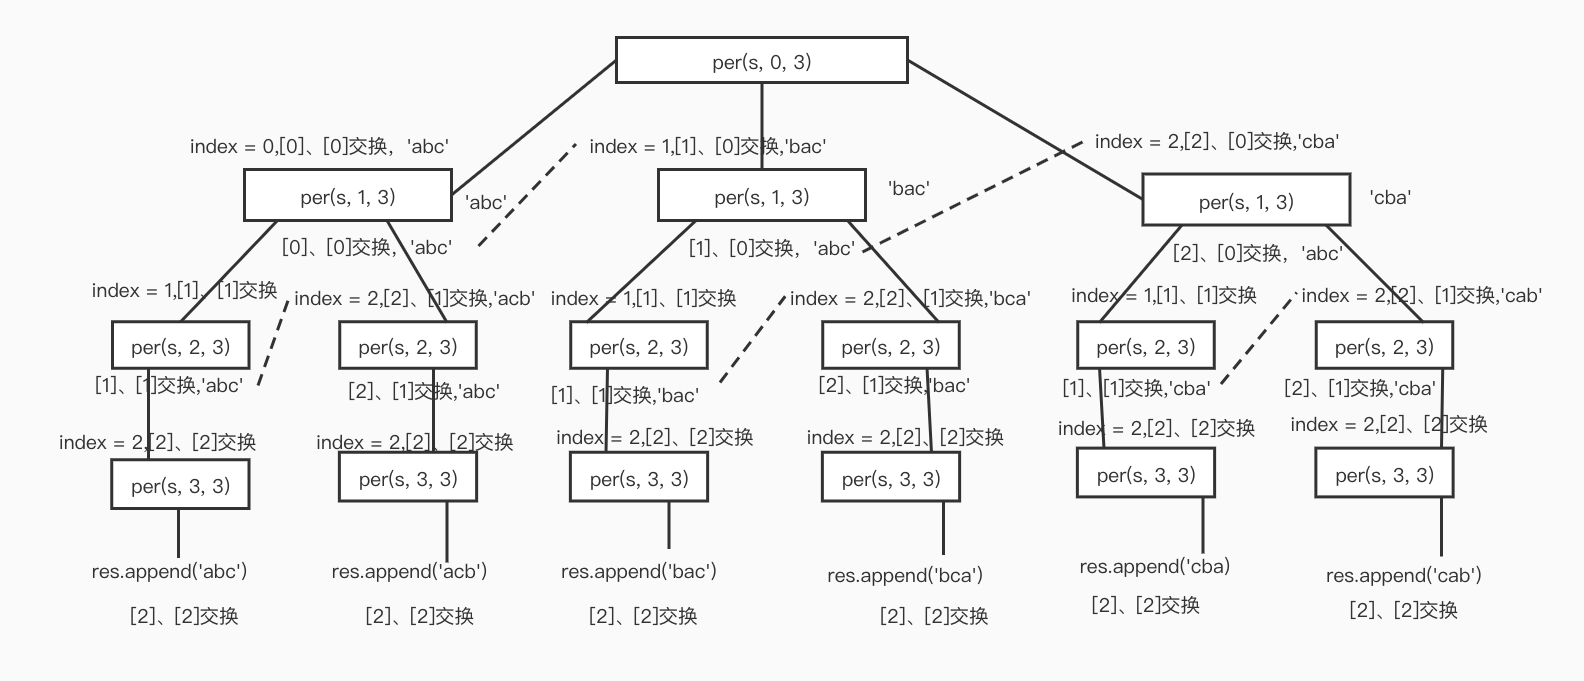 per(s, 0, 3)
index = 0,[0]、[0]交换，'abc'
index = 1,[1]、[0]交换,'bac'
index = 2,[2]、[0]交换,'cba'
per(s, 1, 3)
'abc'
per(s, 1, 3)
'bac'
per(s, 1, 3)
'cba'
[0]、[0]交换，'abc'
[1]、[0]交换，'abc'
[2]、[0]交换，'abc'
index = 1,[1]、[1]交换
index = 2,[2]、[1]交换,'acb'
index = 1,[1]、[1]交换
index = 2,[2]、[1]交换,'bca'
index = 1,[1]、[1]交换
index = 2,[2]、[1]交换,'cab'
per(s, 2, 3)
per(s, 2, 3)
per(s, 2, 3)
per(s, 2, 3)
per(s, 2, 3)
per(s, 2, 3)
[1]、[1]交换,'abc'
[2]、[1]交换,'abc'
[1]、[1]交换,'bac'
[2]、[1]交换,'bac'
[1]、[1]交换,'cba'
[2]、[1]交换,'cba'
index = 2,[2]、[2]交换
index = 2,[2]、[2]交换
index = 2,[2]、[2]交换
index = 2,[2]、[2]交换
index = 2,[2]、[2]交换
index = 2,[2]、[2]交换
per(s, 3, 3)
per(s, 3, 3)
per(s, 3, 3)
per(s, 3, 3)
per(s, 3, 3)
per(s, 3, 3)
res.append('abc')
res.append('acb')
res.append('bac')
res.append('bca')
res.append('cba)
res.append('cab')
[2]、[2]交换
[2]、[2]交换
[2]、[2]交换
[2]、[2]交换
[2]、[2]交换
[2]、[2]交换